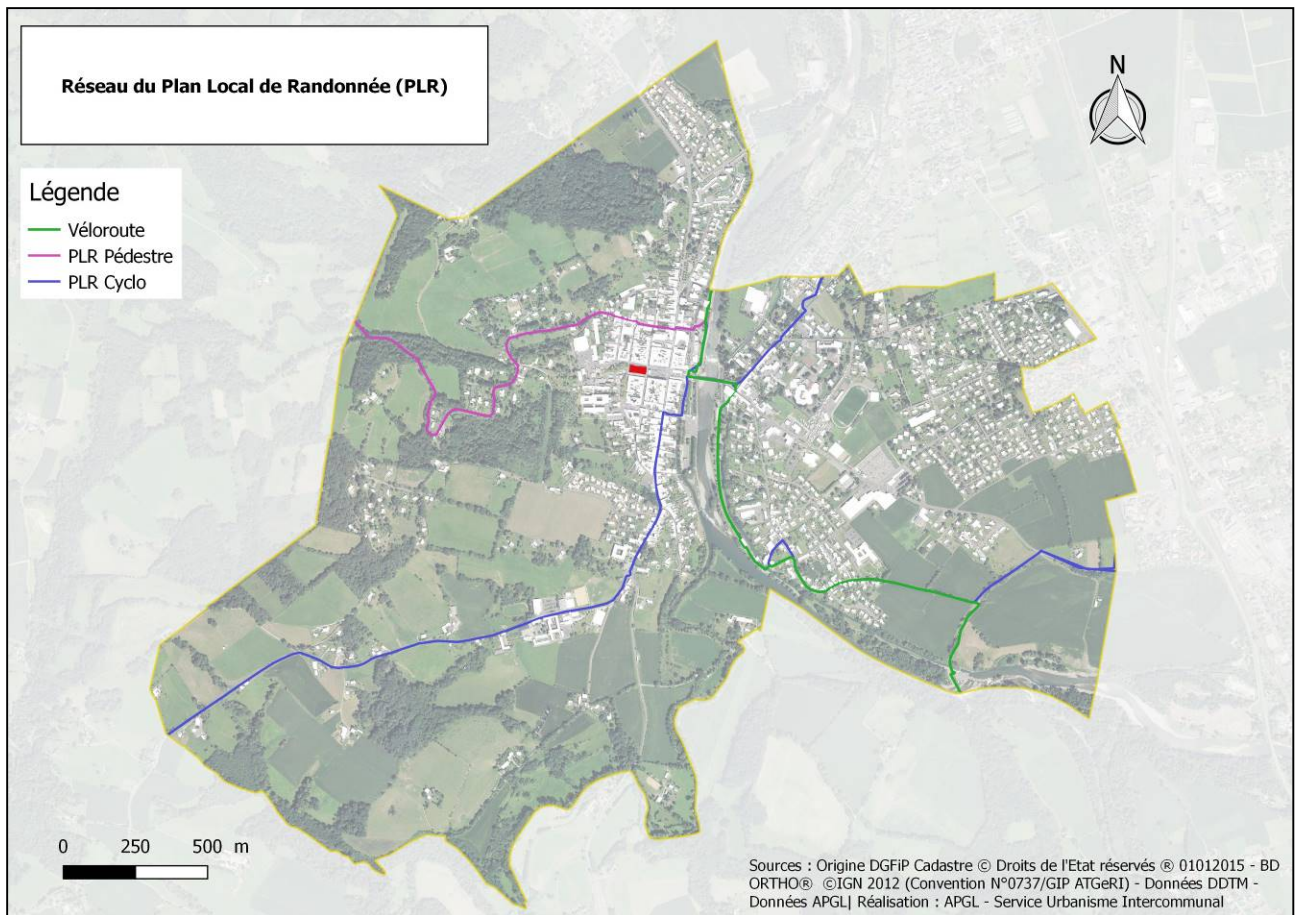 Réseau du Plan Local de Randonnée (PLR)
N
Légende
Véloroute
PLR Pédestre
PLR Cyclo
0 250 500 m
Sources : Origine DGFiP Cadastre © Droits de l'Etat réservés ® 01012015 - BD
ORTHO® ©IGN 2012 (Convention N°0737/GIP ATGeRI) - Données DDTM -
Données APGL| Réalisation : APGL - Service Urbanisme Intercommunal